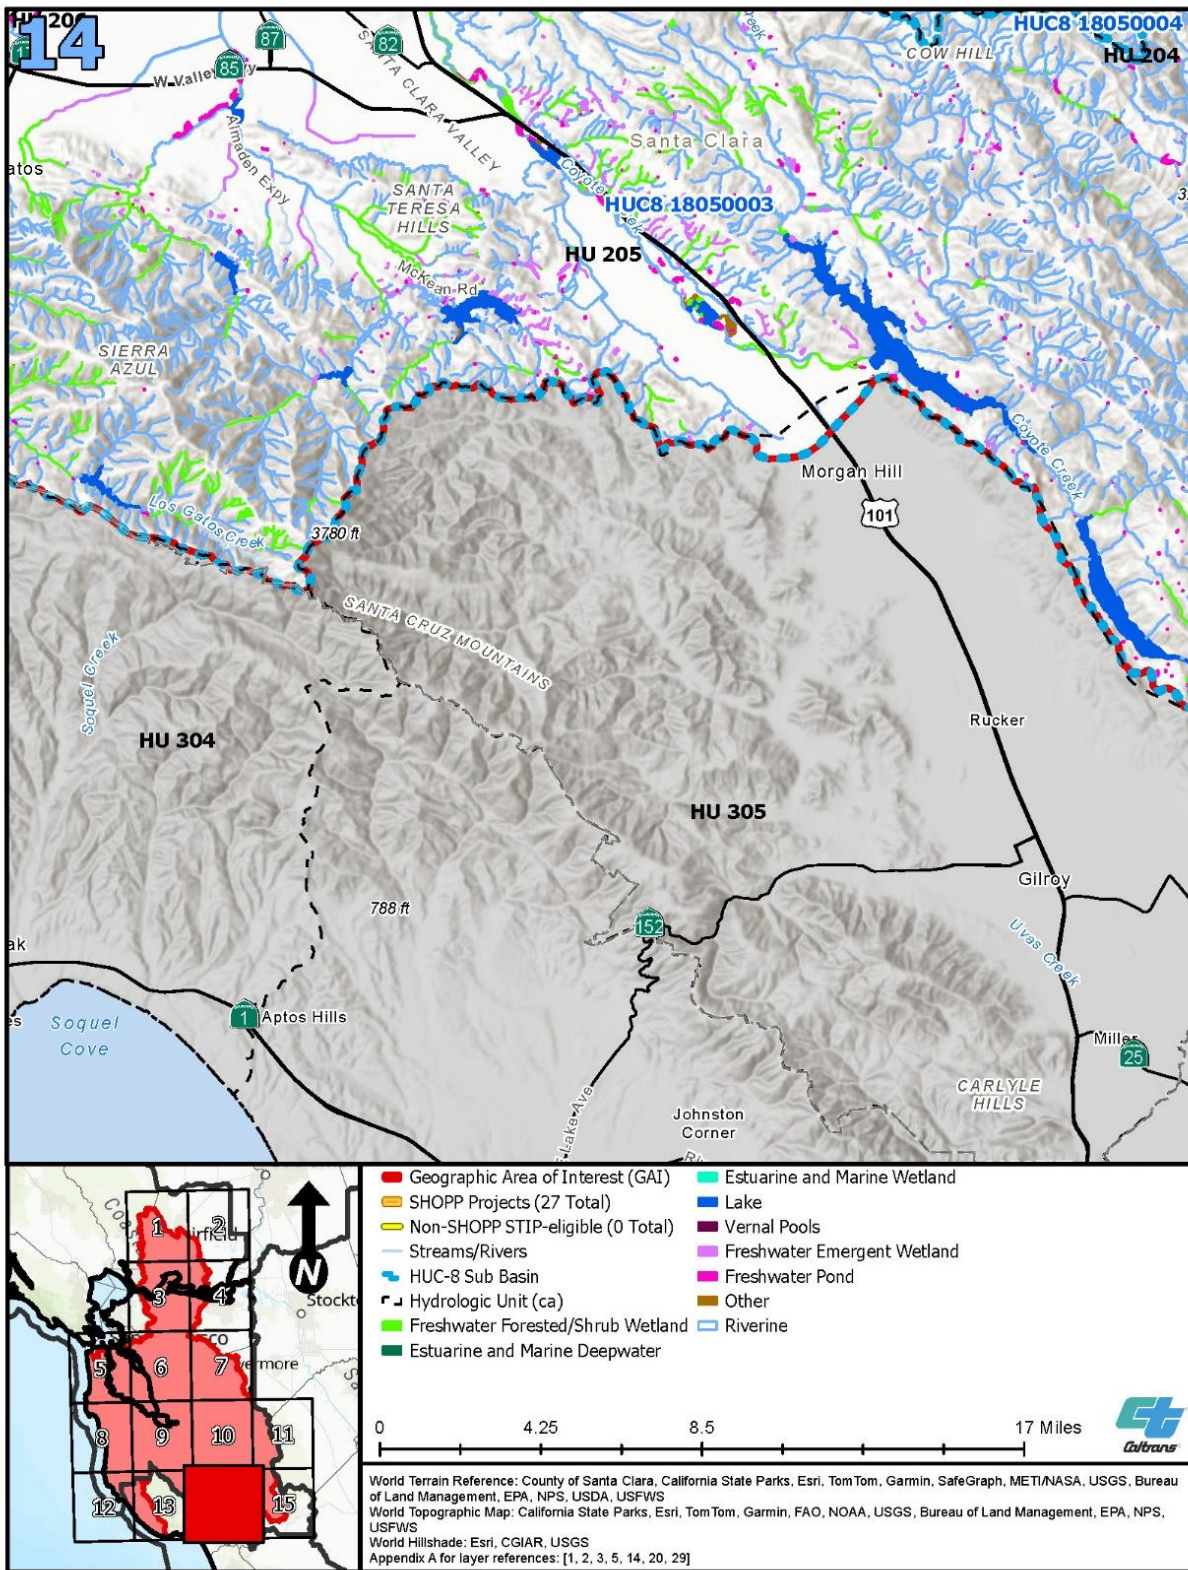 HU 206
14
87
82
HUC8 18050004
COW HILL
HU 204
85
W Valley
SANTA CLARA VALLEY
Creek
Almaden Expy
Santa Clara
atos
SANTA
TERESA
HILLS
Coyote Creek
HUC8 18050003
HU 205
McKean Rd
SIERRA
AZUL
Coyote Creek
Morgan Hill
Los Gatos Creek
3780 ft
101
SANTA CRUZ MOUNTAINS
Soquel Creek
HU 304
Rucker
HU 305
Gilroy
788 ft
152
Uvas Creek
ak
1
Aptos Hills
es
Soquel
Cove
Miller
25
CARLYLE
HILLS
E Lake Ave
Johnston
Corner
Ri
Geographic Area of Interest (GAI)
SHOPP Projects (27 Total)
Non-SHOPP STIP-eligible (0 Total)
Streams/Rivers
HUC-8 Sub Basin
Hydrologic Unit (ca)
Freshwater Forested/Shrub Wetland
Estuarine and Marine Deepwater
Estuarine and Marine Wetland
Lake
Vernal Pools
Freshwater Emergent Wetland
Freshwater Pond
Other
Riverine
0 4.25 8.5 17 Miles
Caltrans
N
1
2
irfield
3
4
Stockt
sco
5
6
7
vermore
8
9
10
11
12
13
15
World Terrain Reference: County of Santa Clara, California State Parks, Esri, TomTom, Garmin, SafeGraph, METI/NASA, USGS, Bureau
of Land Management, EPA, NPS, USDA, USFWS
World Topographic Map: California State Parks, Esri, TomTom, Garmin, FAO, NOAA, USGS, Bureau of Land Management, EPA, NPS,
USFWS
World Hillshade: Esri, CGIAR, USGS
Appendix A for layer references: [1, 2, 3, 5, 14, 20, 29]